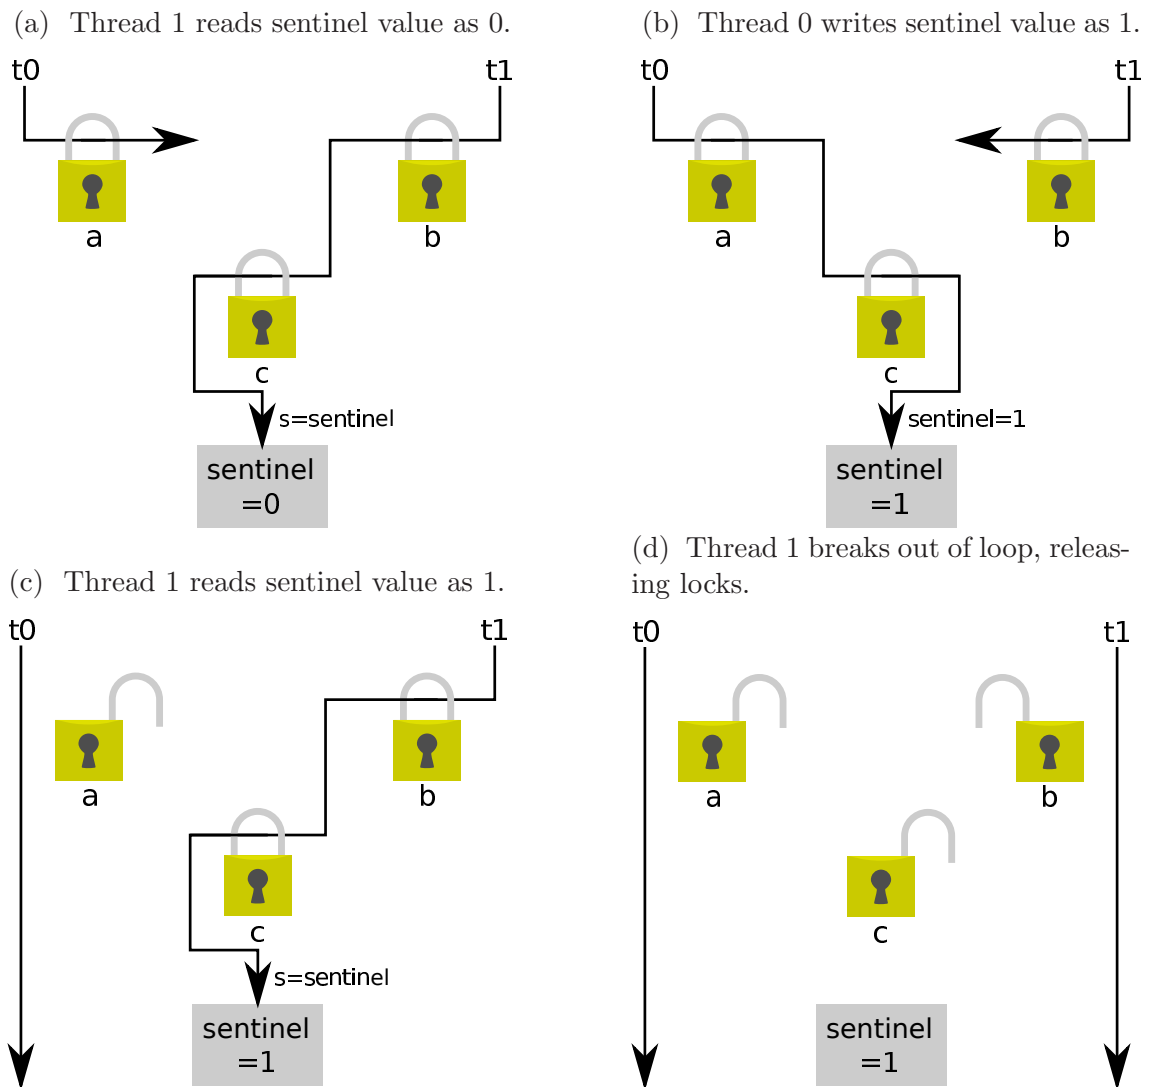 (a) Thread 1 reads sentinel value as 0.
t0
t1
a
b
c
s=sentinel
sentinel
=0
(b) Thread 0 writes sentinel value as 1.
t0
t1
a
b
c
sentinel=1
sentinel
=1
(c) Thread 1 reads sentinel value as 1.
t0
t1
a
b
c
s=sentinel
sentinel
=1
(d) Thread 1 breaks out of loop, releas-
ing locks.
t0
t1
a
b
c
sentinel
=1